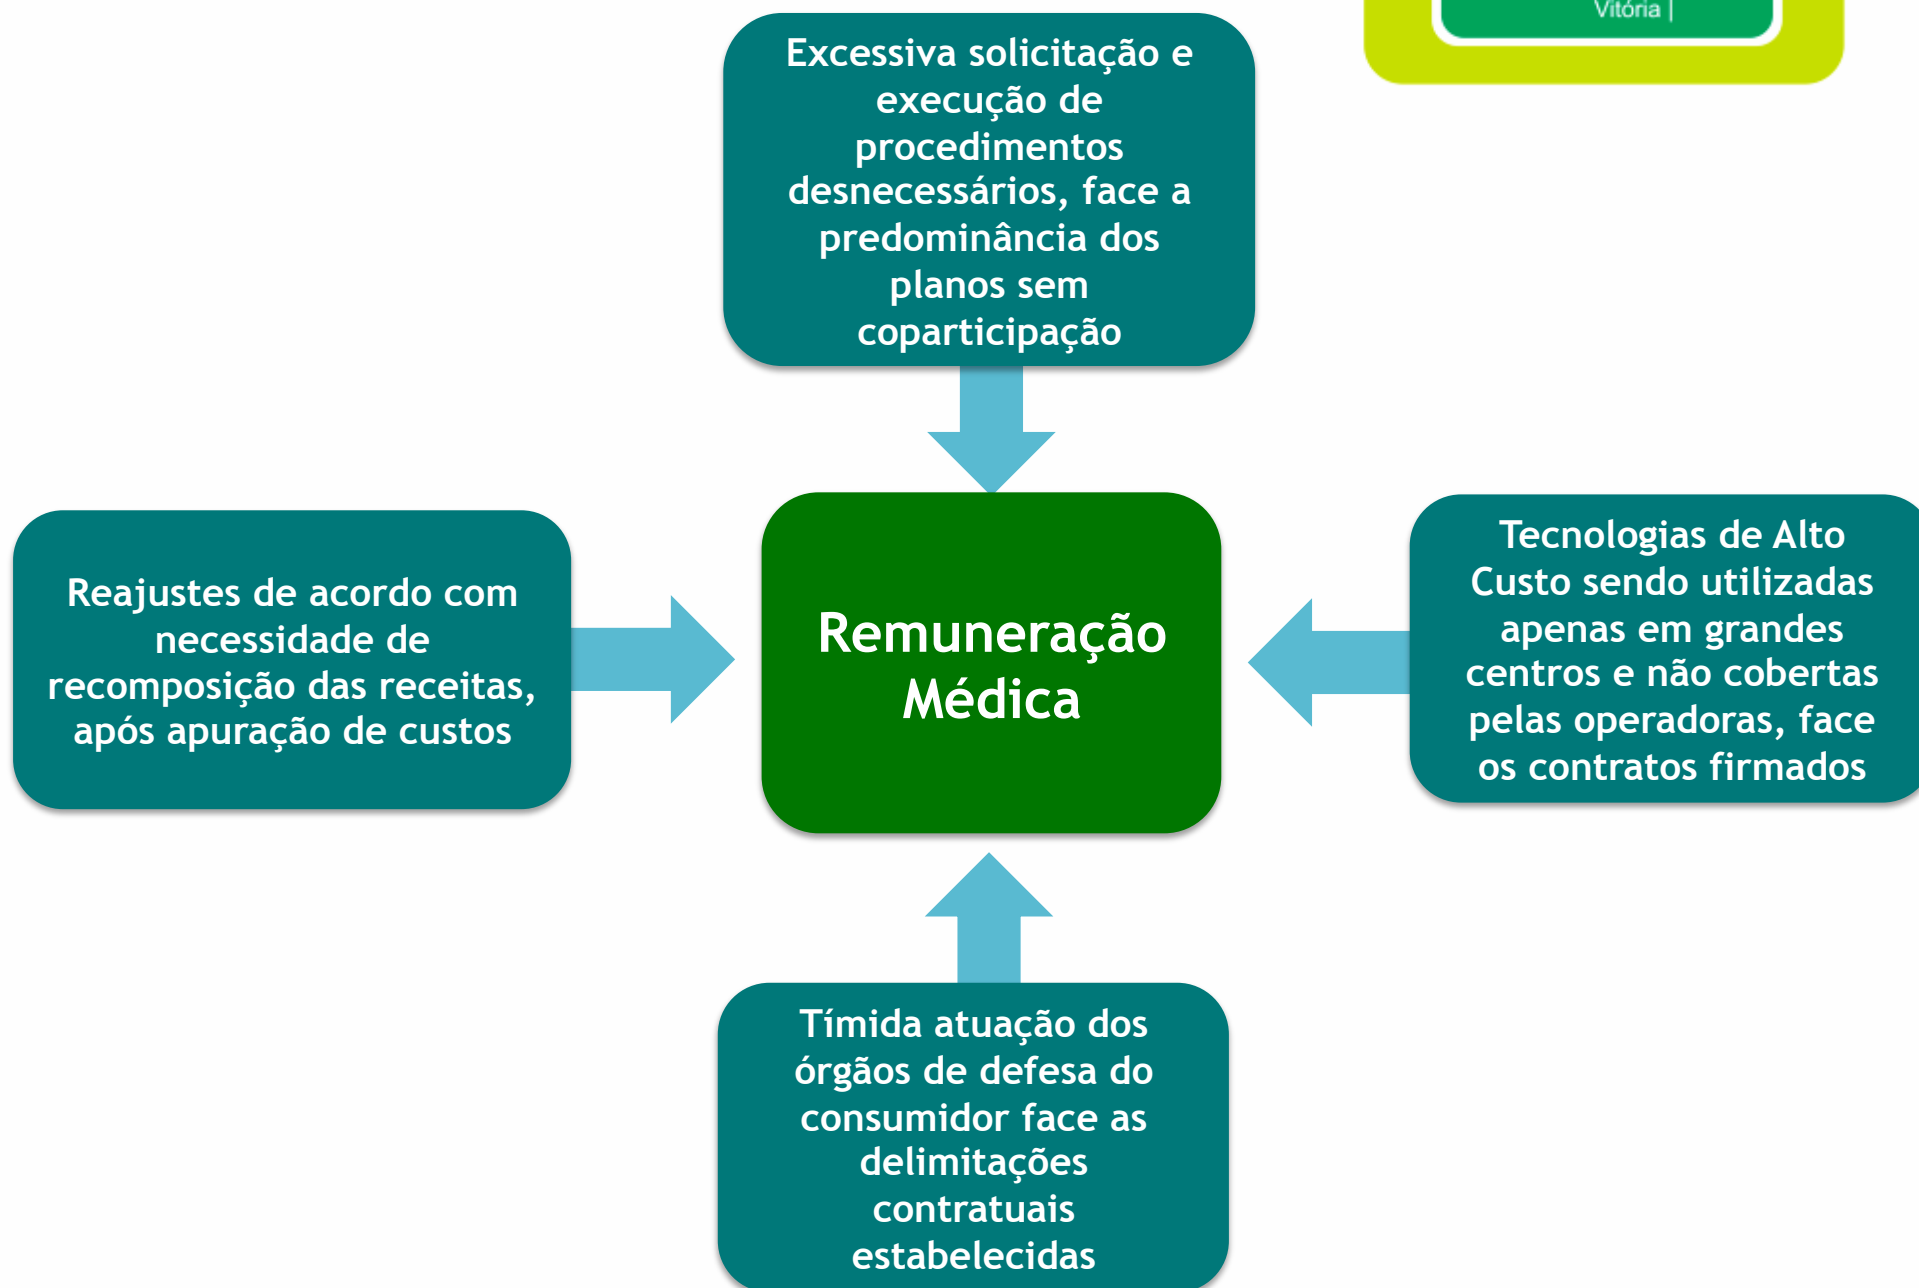 Vitória |
Excessiva solicitação e
execução de
procedimentos
desnecessários, face a
predominância dos
planos sem
coparticipação
Reajustes de acordo com
necessidade de
recomposição das receitas,
após apuração de custos
Remuneração
Médica
Tecnologias de Alto
Custo sendo utilizadas
apenas em grandes
centros e não cobertas
pelas operadoras, face
os contratos firmados
Tímida atuação dos
órgãos de defesa do
consumidor face as
delimitações
contratuais
estabelecidas